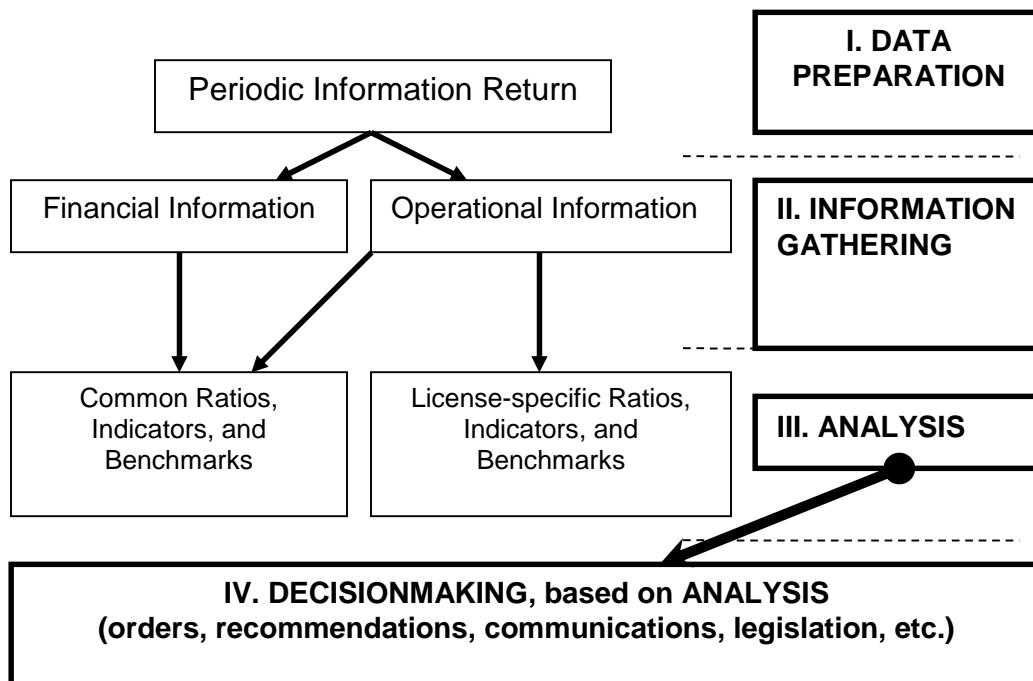 I. DATA
PREPARATION
Periodic Information Return
Financial Information
Operational Information
II. INFORMATION
GATHERING
Common Ratios,
Indicators, and
Benchmarks
License-specific Ratios,
Indicators, and
Benchmarks
III. ANALYSIS
IV. DECISIONMAKING, based on ANALYSIS
(orders, recommendations, communications, legislation, etc.)